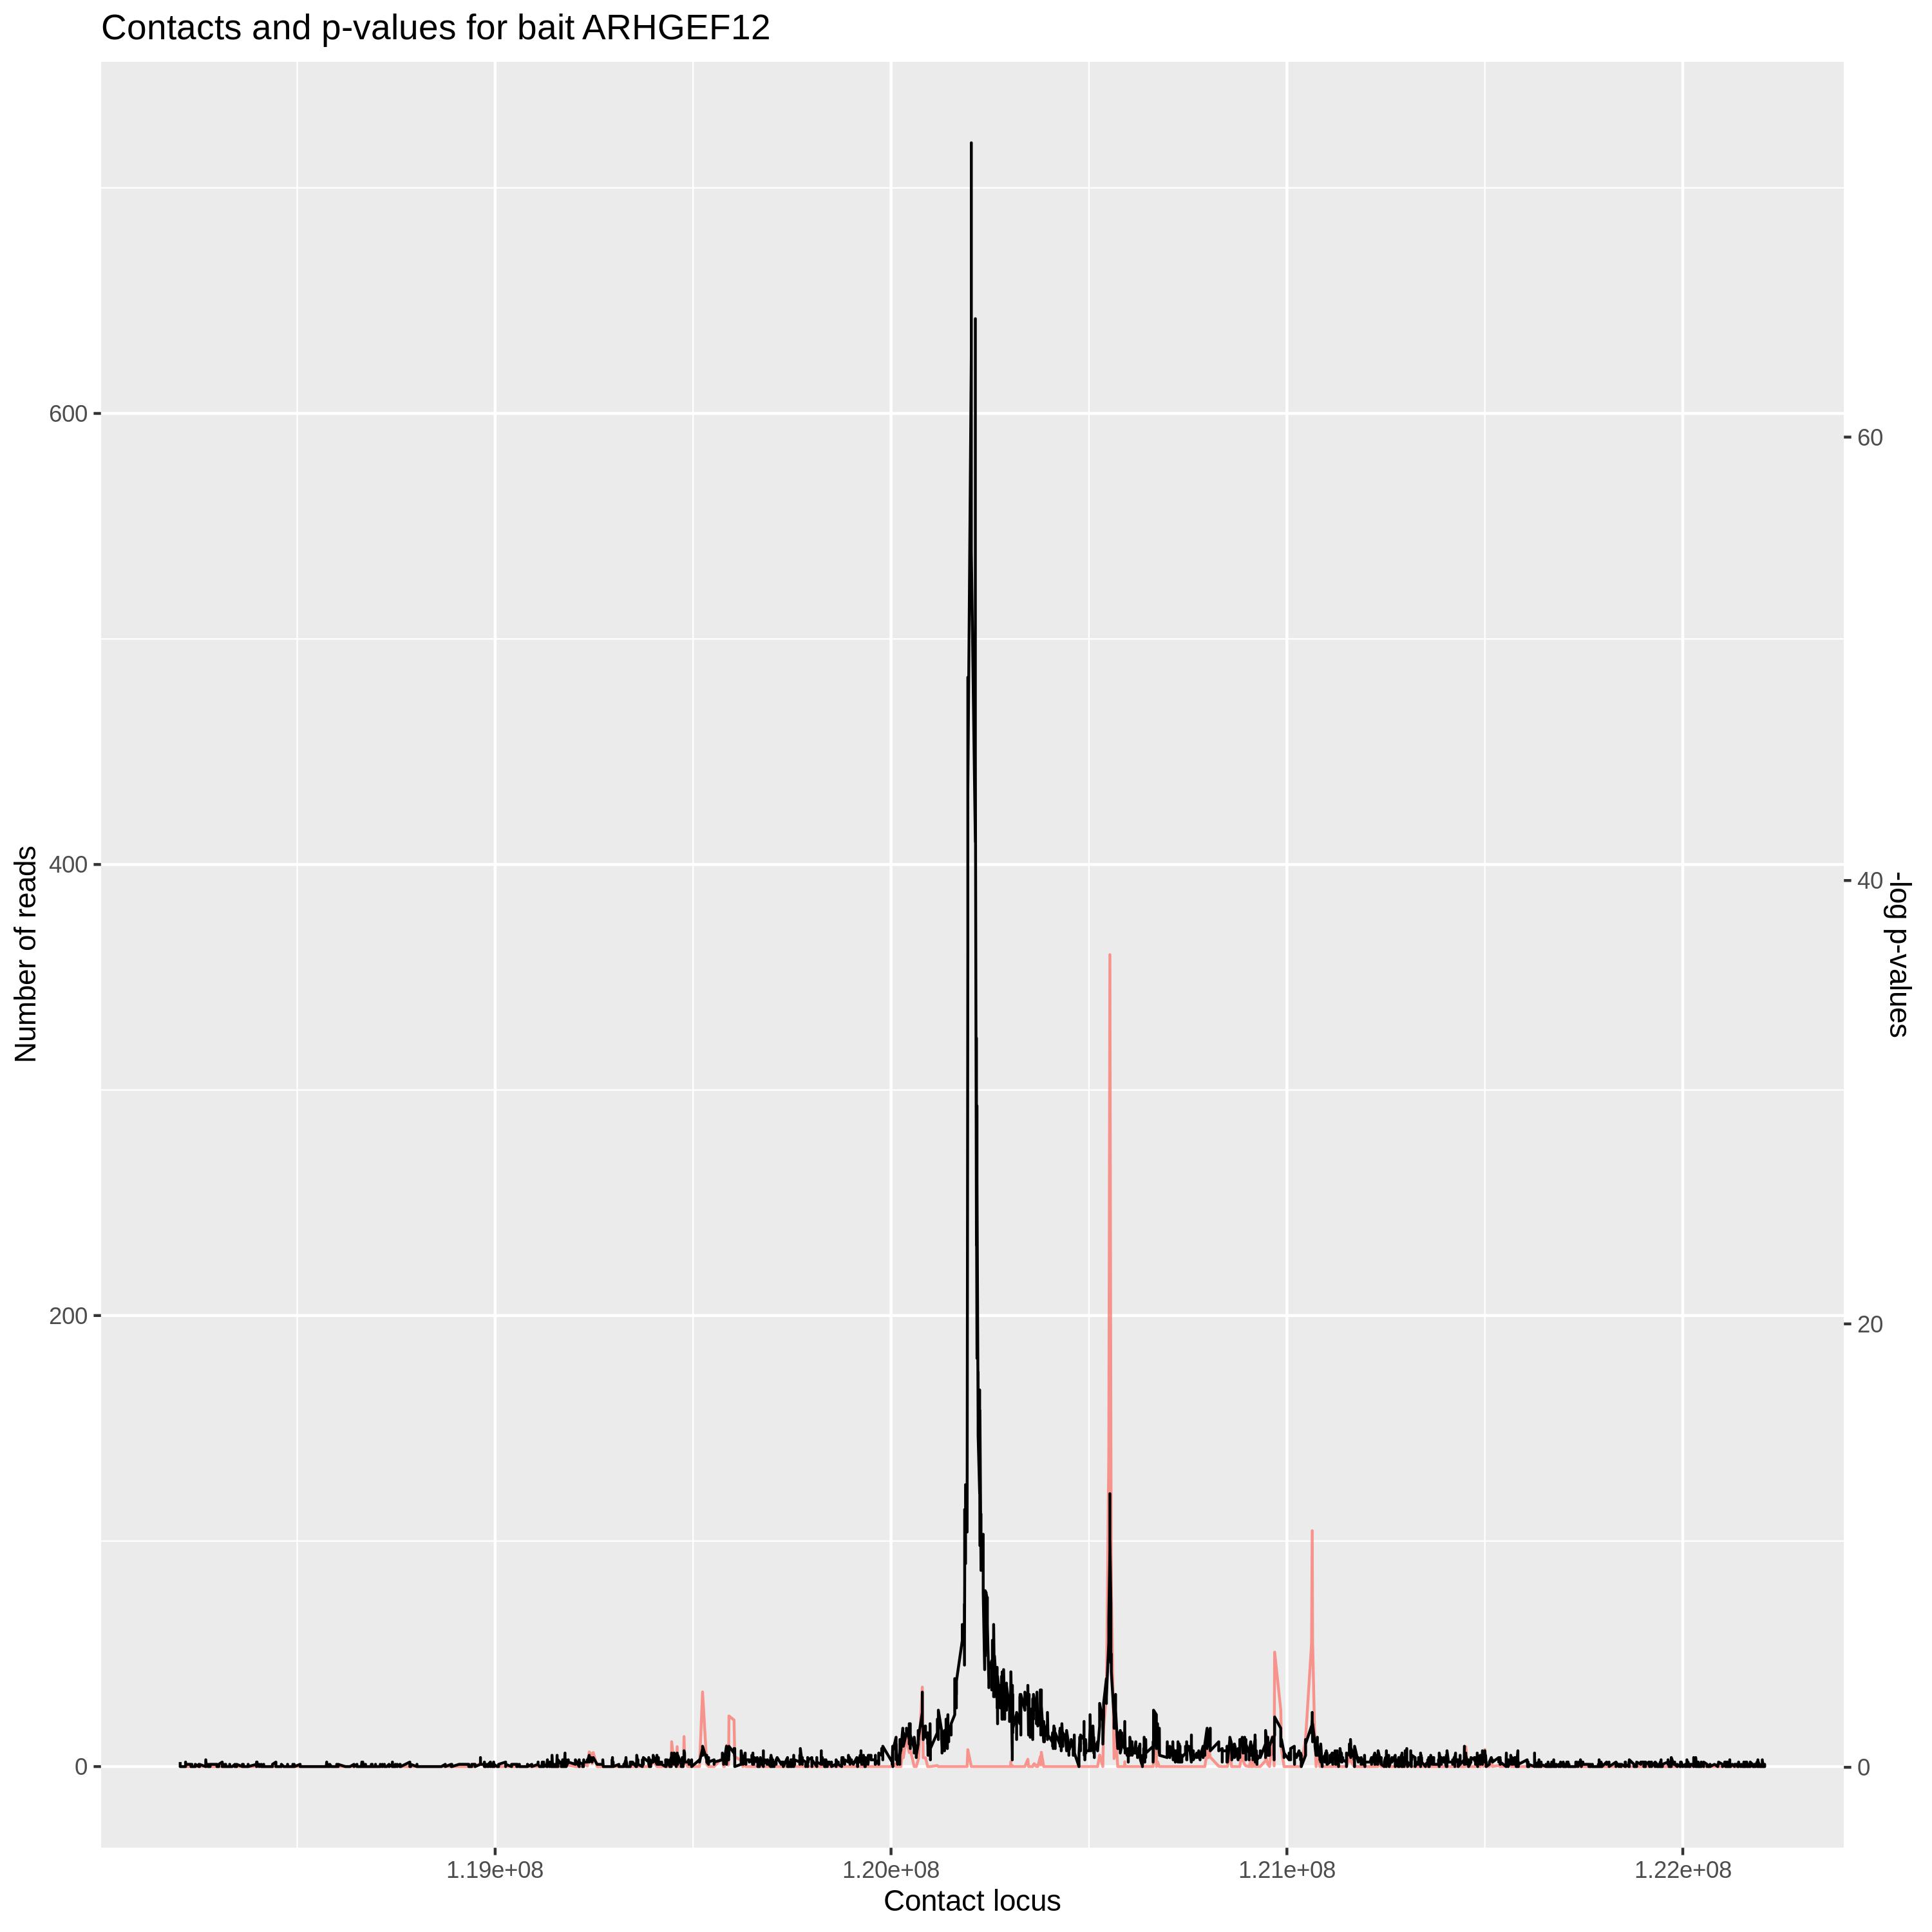 Contacts and p-values for bait ARHGEF12
600
400
200
0
Number of reads
60
40
20
0
-log p-values
1.19e+08
1.20e+08
1.21e+08
1.22e+08
Contact locus